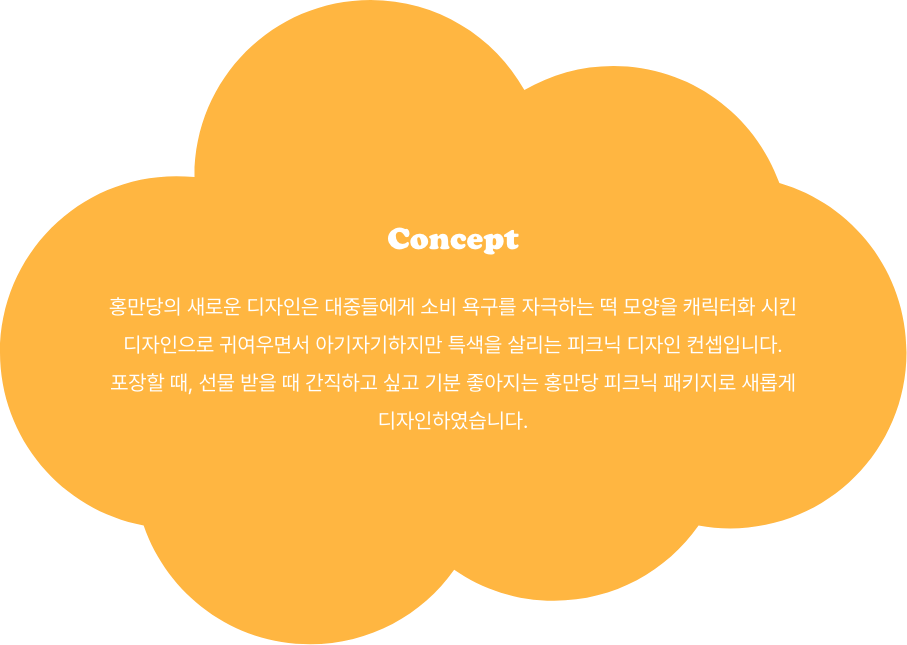 Concept
홍만당의 새로운 디자인은 대중들에게 소비 욕구를 자극하는 떡 모양을 캐릭터화 시킨
디자인으로 귀여우면서 아기자기하지만 특색을 살리는 피크닉 디자인 컨셉입니다.
포장할 때, 선물 받을 때 간직하고 싶고 기분 좋아지는 홍만당 피크닉 패키지로 새롭게
디자인하였습니다.